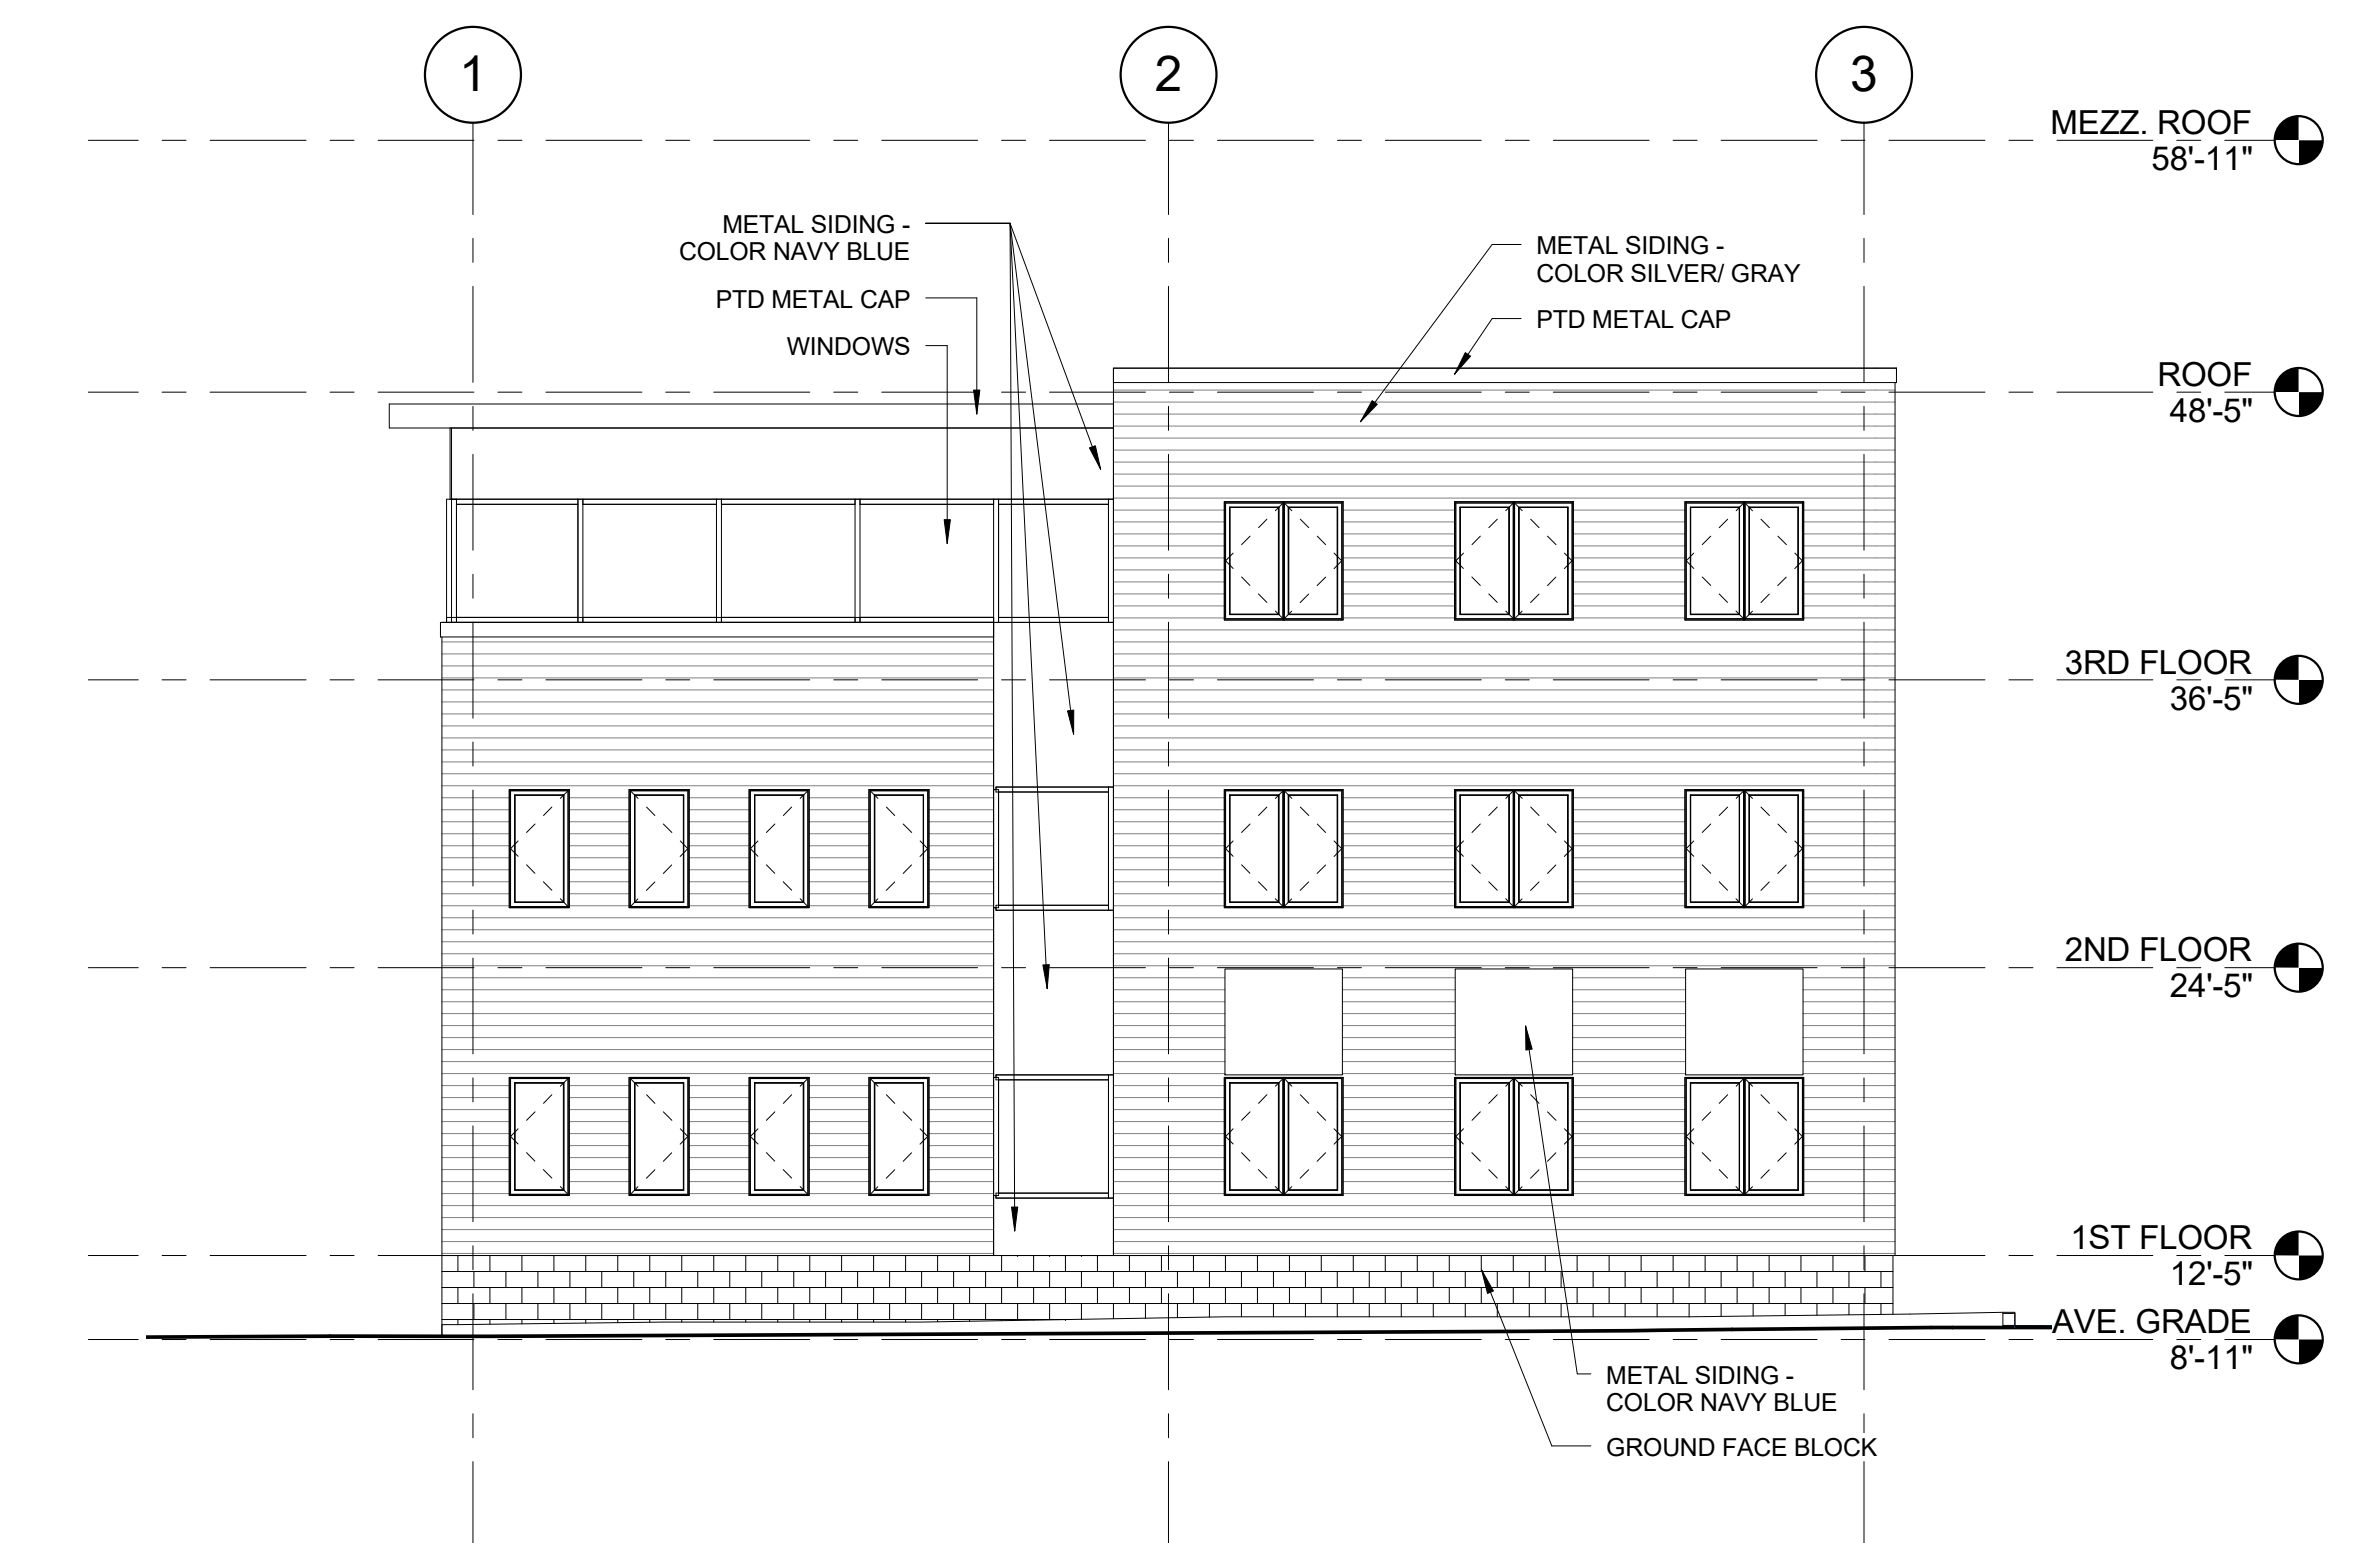 1
2
3
MEZZ. ROOF
58'-11"
METAL SIDING -
COLOR NAVY BLUE
PTD METAL CAP
WINDOWS
METAL SIDING -
COLOR SILVER/ GRAY
PTD METAL CAP
ROOF
48'-5"
3RD FLOOR
36'-5"
2ND FLOOR
24'-5"
1ST FLOOR
12'-5"
AVE. GRADE
8'-11"
METAL SIDING -
COLOR NAVY BLUE
GROUND FACE BLOCK